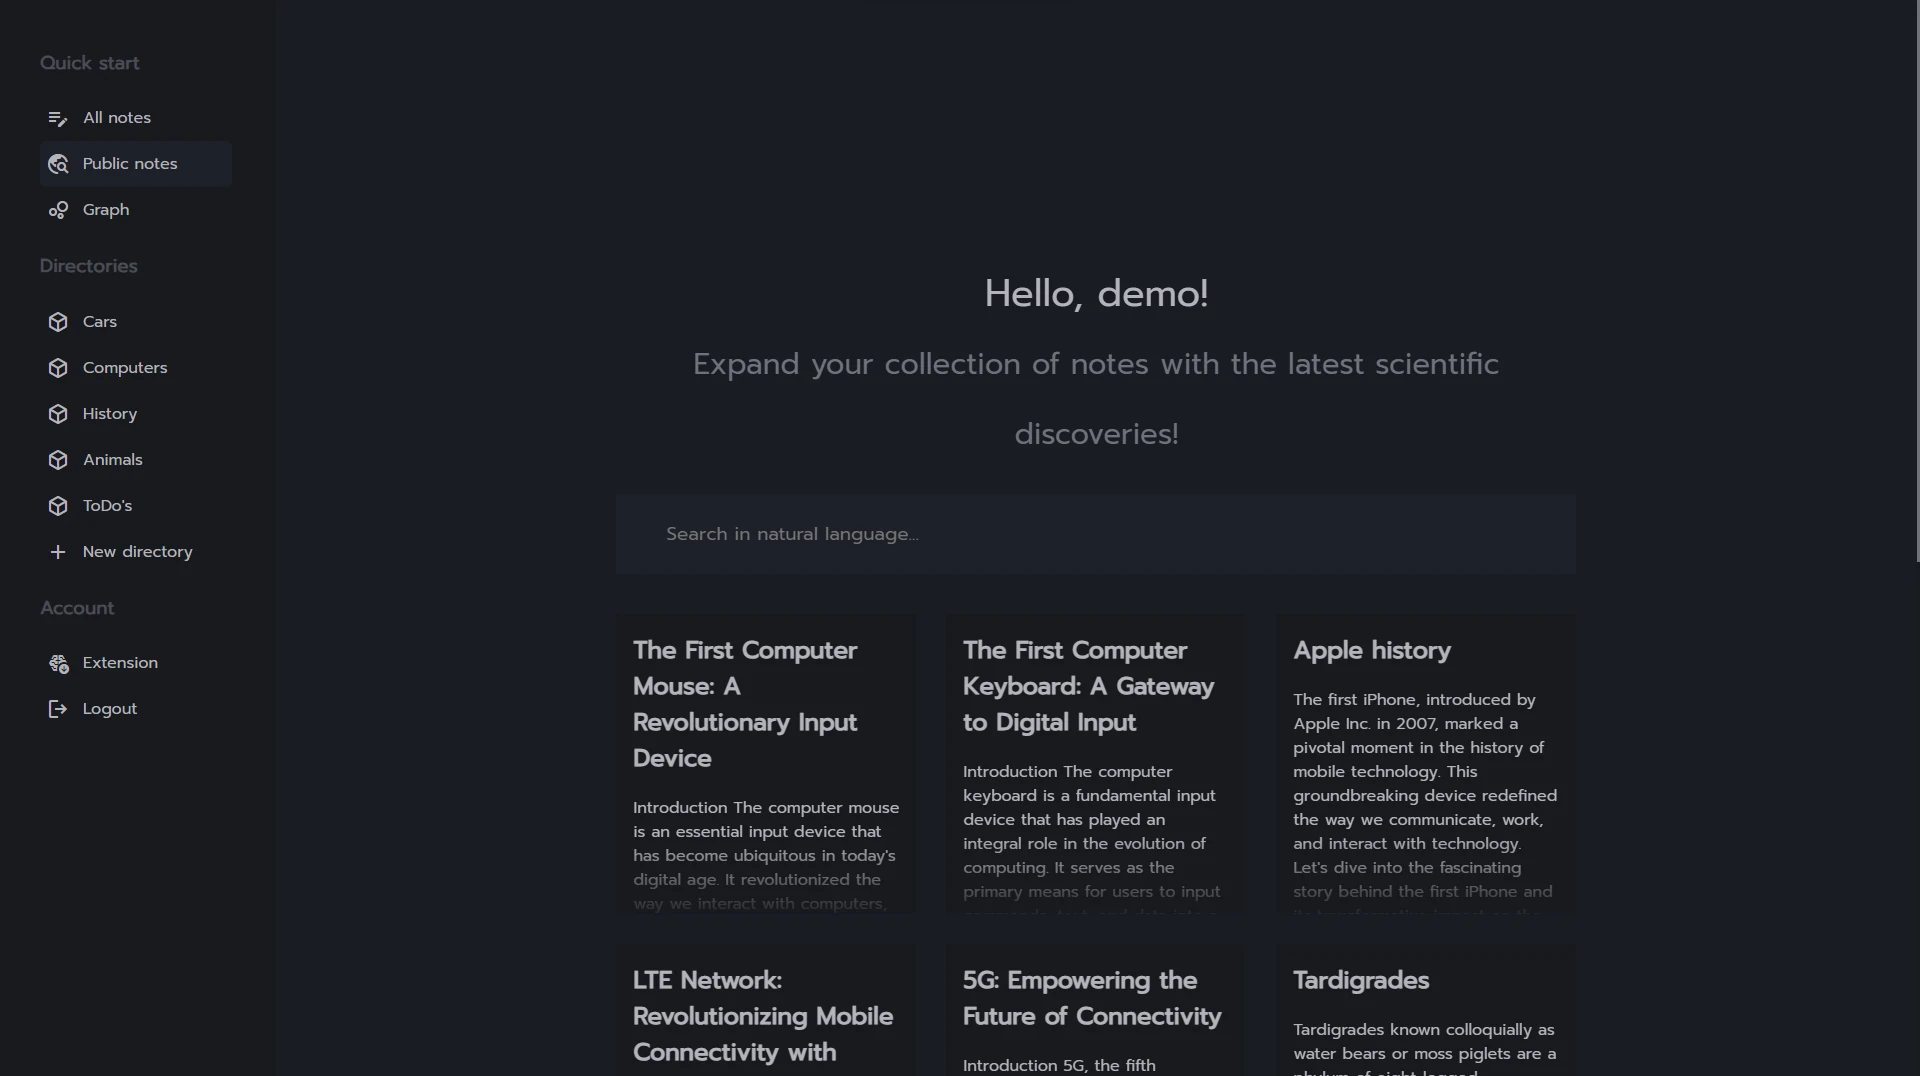 Quick start
All notes
Public notes
Graph
Directories
Cars
Computers
History
Animals
ToDo's
New directory
Account
Extension
Logout
Hello, demo!
Expand your collection of notes with the latest scientific
discoveries!
Search in natural language...
The First Computer
Mouse: A
Revolutionary Input
Device
Introduction The computer mouse
is an essential input device that
has become ubiquitous in today's
digital age. It revolutionized the
way we interact with computers,
The First Computer
Keyboard: A Gateway
to Digital Input
Introduction The computer
keyboard is a fundamental input
device that has played an
integral role in the evolution of
computing. It serves as the
primary means for users to input
Apple history
The first iPhone, introduced by
Apple Inc. in 2007, marked a
pivotal moment in the history of
mobile technology. This
groundbreaking device redefined
the way we communicate, work,
and interact with technology.
Let's dive into the fascinating
story behind the first iPhone and
LTE Network:
Revolutionizing Mobile
Connectivity with
5G: Empowering the
Future of Connectivity
Introduction 5G, the fifth
Tardigrades
Tardigrades known colloquially as
water bears or moss piglets are a